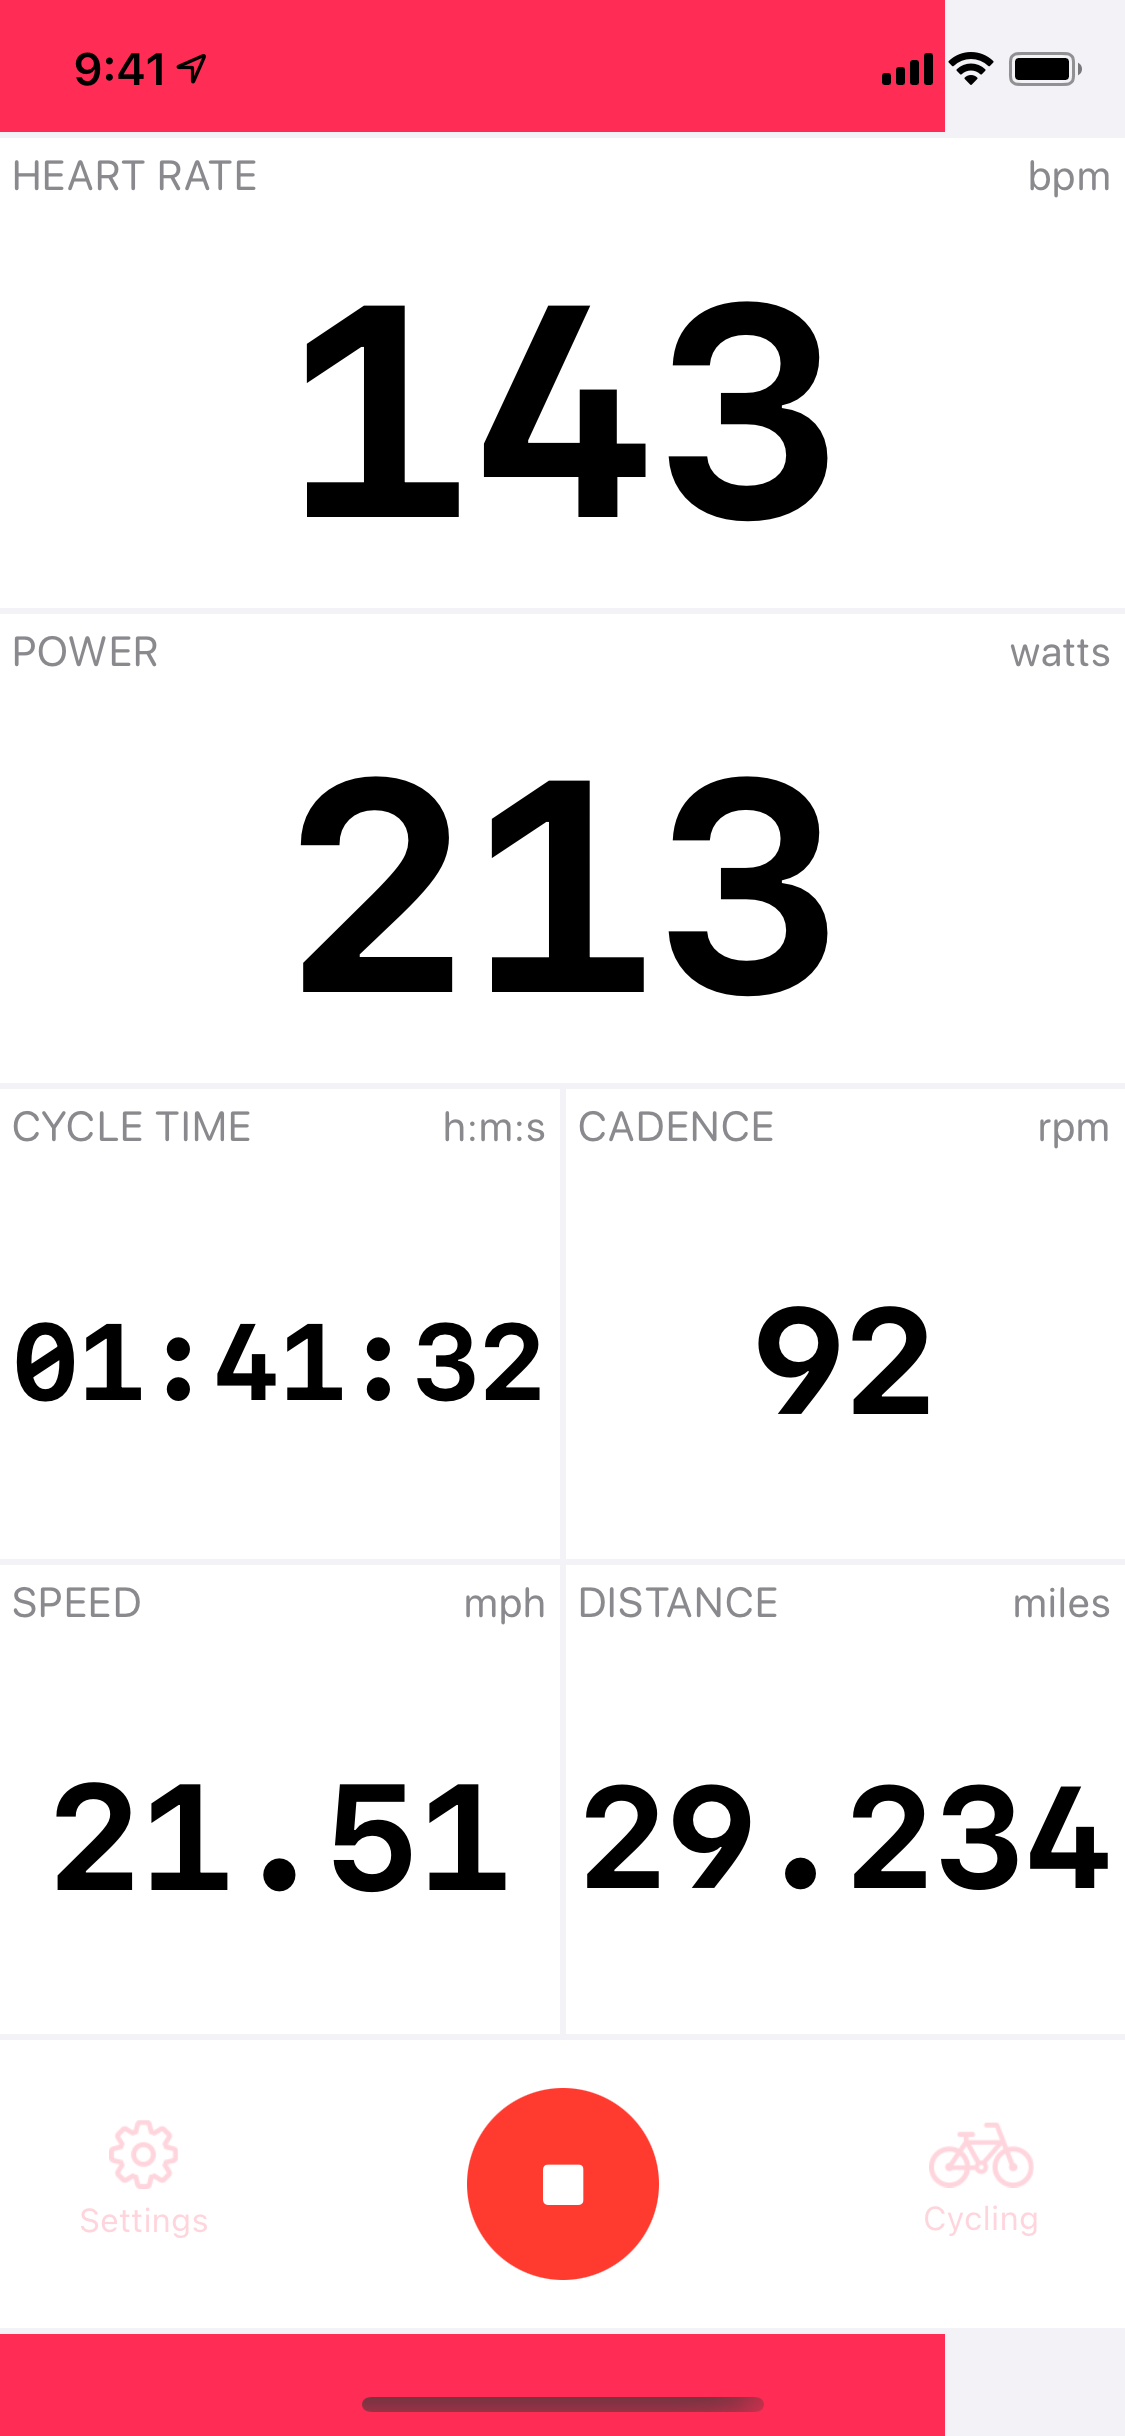 9:41
HEART RATE bpm
143
POWER watts
213
CYCLE TIME h:m:s
01:41:32
CADENCE rpm
92
SPEED mph
21.51
DISTANCE miles
29.234
Settings
Cycling